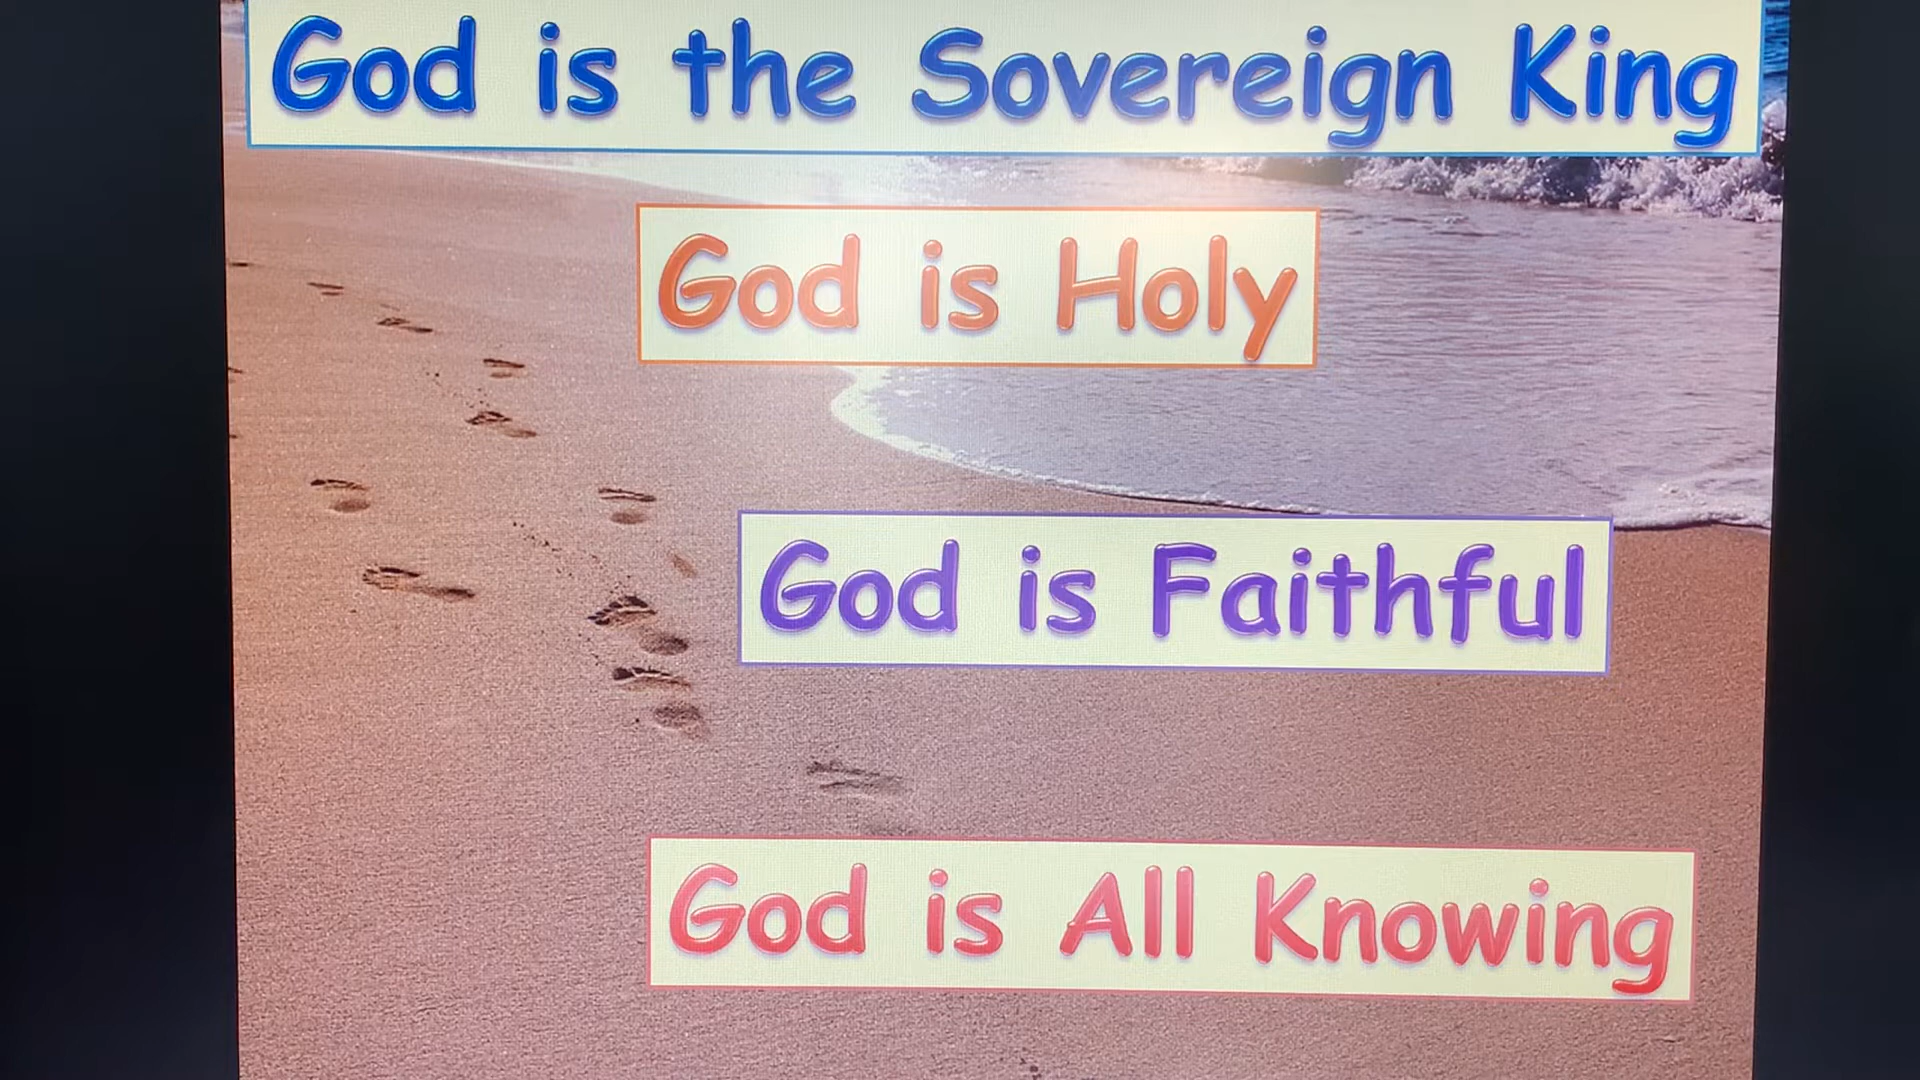 God is the Sovereign King
God is Holy
God is Faithful
God is All Knowing